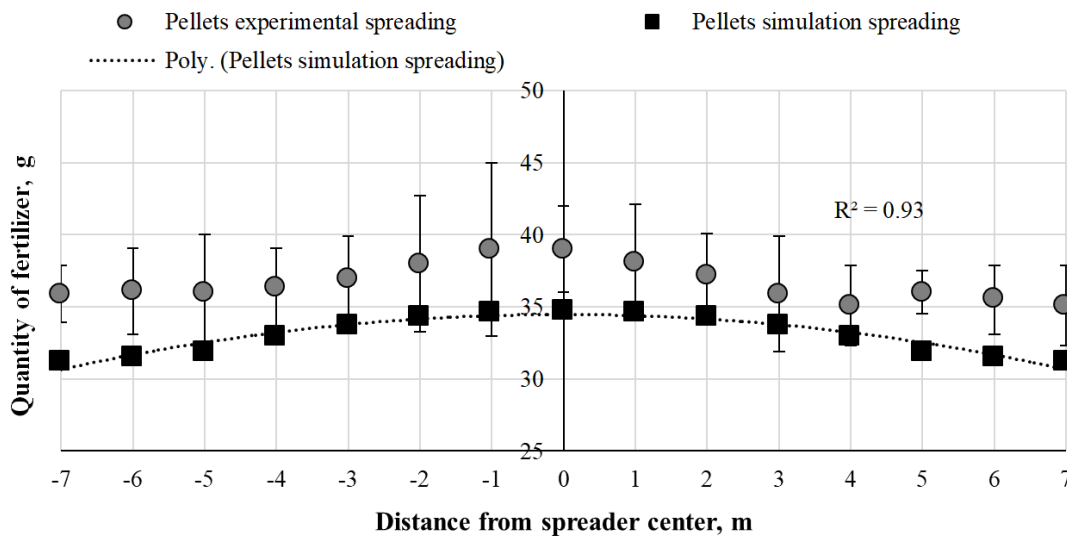 Pellets experimental spreading
Pellets simulation spreading
Poly. (Pellets simulation spreading)
50
45
40
35
30
25
R² = 0.93
Quantity of fertilizer, g
-7 -6 -5 -4 -3 -2 -1 0 1 2 3 4 5 6 7
Distance from spreader center, m